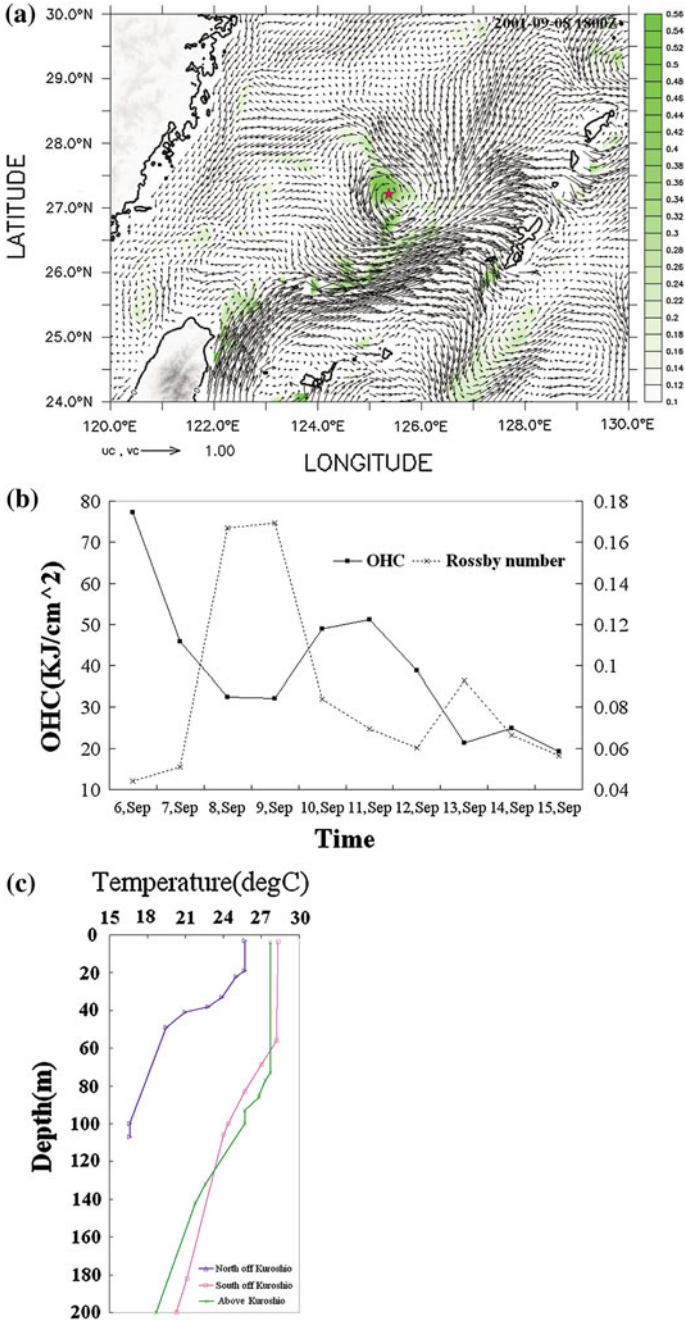 (a)
2001-09-08 1800Z
30.0°N
29.0°N
28.0°N
27.0°N
26.0°N
25.0°N
24.0°N
LATITUDE
120.0°E 122.0°E 124.0°E 126.0°E 128.0°E 130.0°E
uc , vc 1.00
LONGITUDE
0.56
0.54
0.52
0.5
0.48
0.46
0.44
0.42
0.4
0.38
0.36
0.34
0.32
0.3
0.28
0.26
0.24
0.22
0.2
0.18
0.16
0.14
0.12
0.1
(b)
80 0.18
70 0.16
60 0.14
50 0.12
40 0.1
30 0.08
20 0.06
10 0.04
OHC(KJ/cm^2)
OHC Rossby number
6,Sep 7,Sep 8,Sep 9,Sep 10,Sep 11,Sep 12,Sep 13,Sep 14,Sep 15,Sep
Time
(c)
Temperature(degC)
15 18 21 24 27 30
0
20
40
60
80
100
120
140
160
180
200
Depth(m)
North off Kuroshio
South off Kuroshio
Above Kuroshio